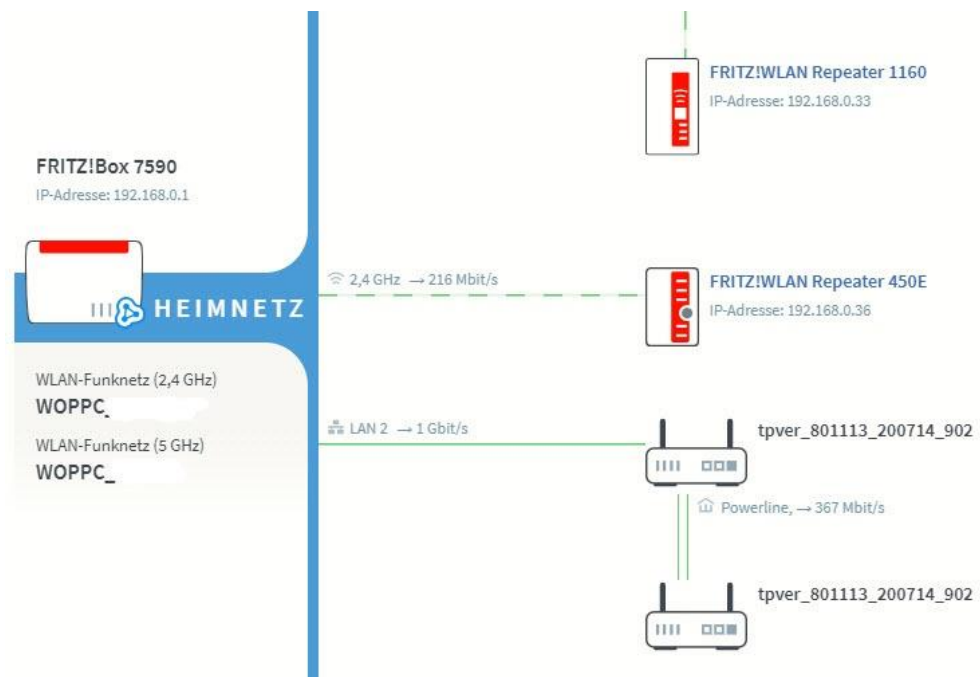 FRITZ!WLAN Repeater 1160
IP-Adresse: 192.168.0.33
FRITZ!Box 7590
IP-Adresse: 192.168.0.1
HEIMNETZ
2,4 GHz → 216 Mbit/s
FRITZ!WLAN Repeater 450E
IP-Adresse: 192.168.0.36
WLAN-Funknetz (2,4 GHz)
WOPPC_
WLAN-Funknetz (5 GHz)
WOPPC_
LAN 2 → 1 Gbit/s
tpver_801113_200714_902
Powerline, → 367 Mbit/s
tpver_801113_200714_902